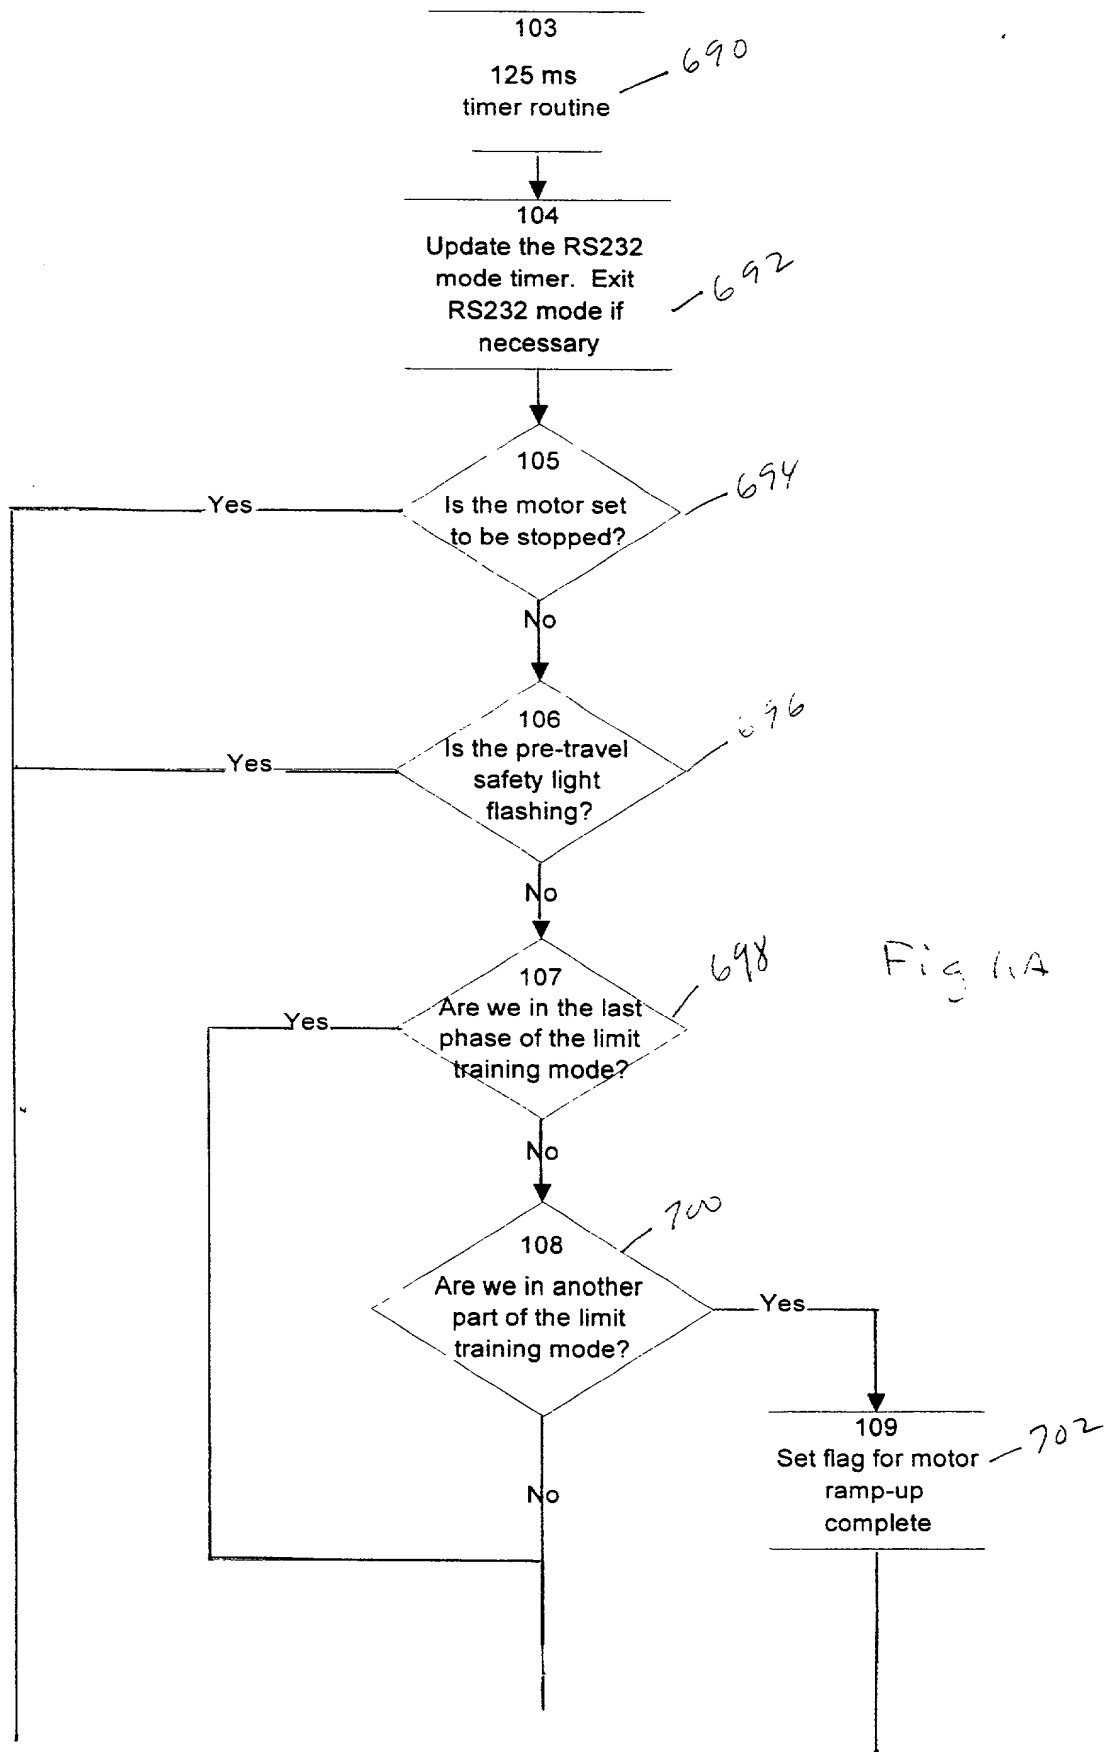 103
125 ms
timer routine
690
104
Update the RS232
mode timer. Exit
RS232 mode if
necessary
692
105
Is the motor set
to be stopped?
694
Yes
No
106
Is the pre-travel
safety light
flashing?
696
Yes
No
107
Are we in the last
phase of the limit
training mode?
698
Yes
No
Fig
108
Are we in another
part of the limit
training mode?
700
Yes
No
109
Set flag for motor
ramp-up
complete
702